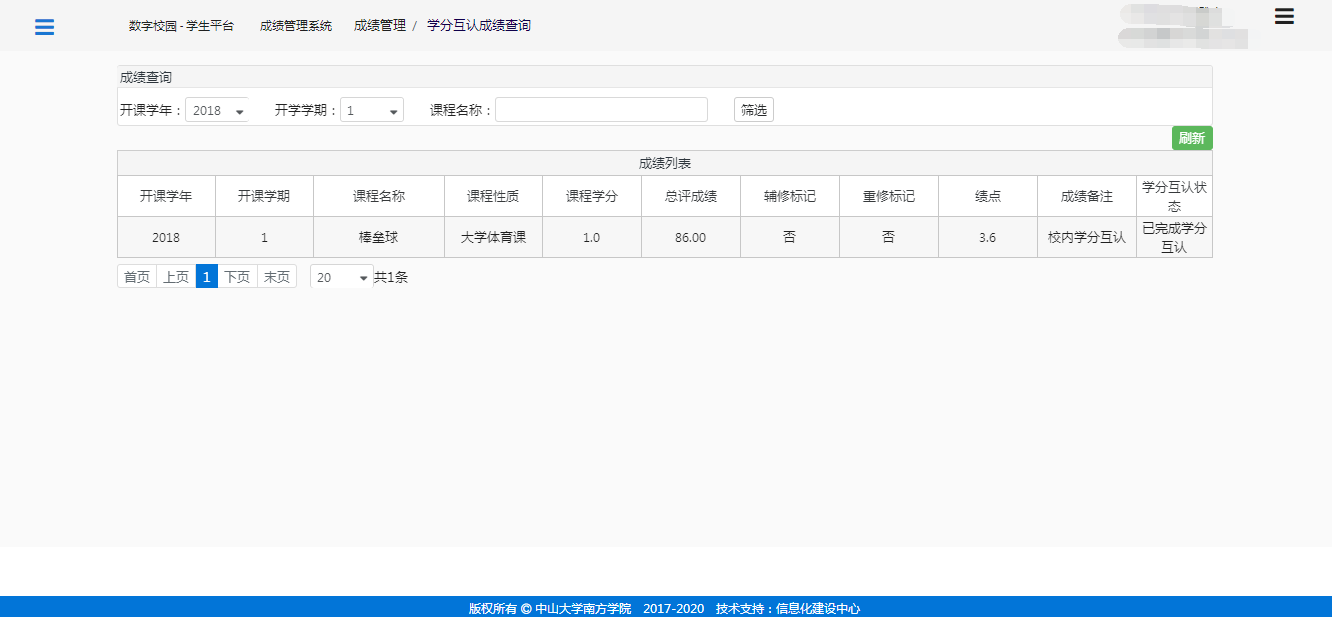 数字校园 - 学生平台 成绩管理系统 成绩管理 / 学分互认成绩查询
成绩查询
开课学年： 2018 开学学期： 1 课程名称： 筛选
刷新
成绩列表
开课学年 开课学期 课程名称 课程性质 课程学分 总评成绩 辅修标记 重修标记 绩点 成绩备注 学分互认状
态
2018 1 棒垒球 大学体育课 1.0 86.00 否 否 3.6 校内学分互认 已完成学分
互认
首页 上页 1 下页 末页 20 共1条
版权所有 © 中山大学南方学院 2017-2020 技术支持：信息化建设中心